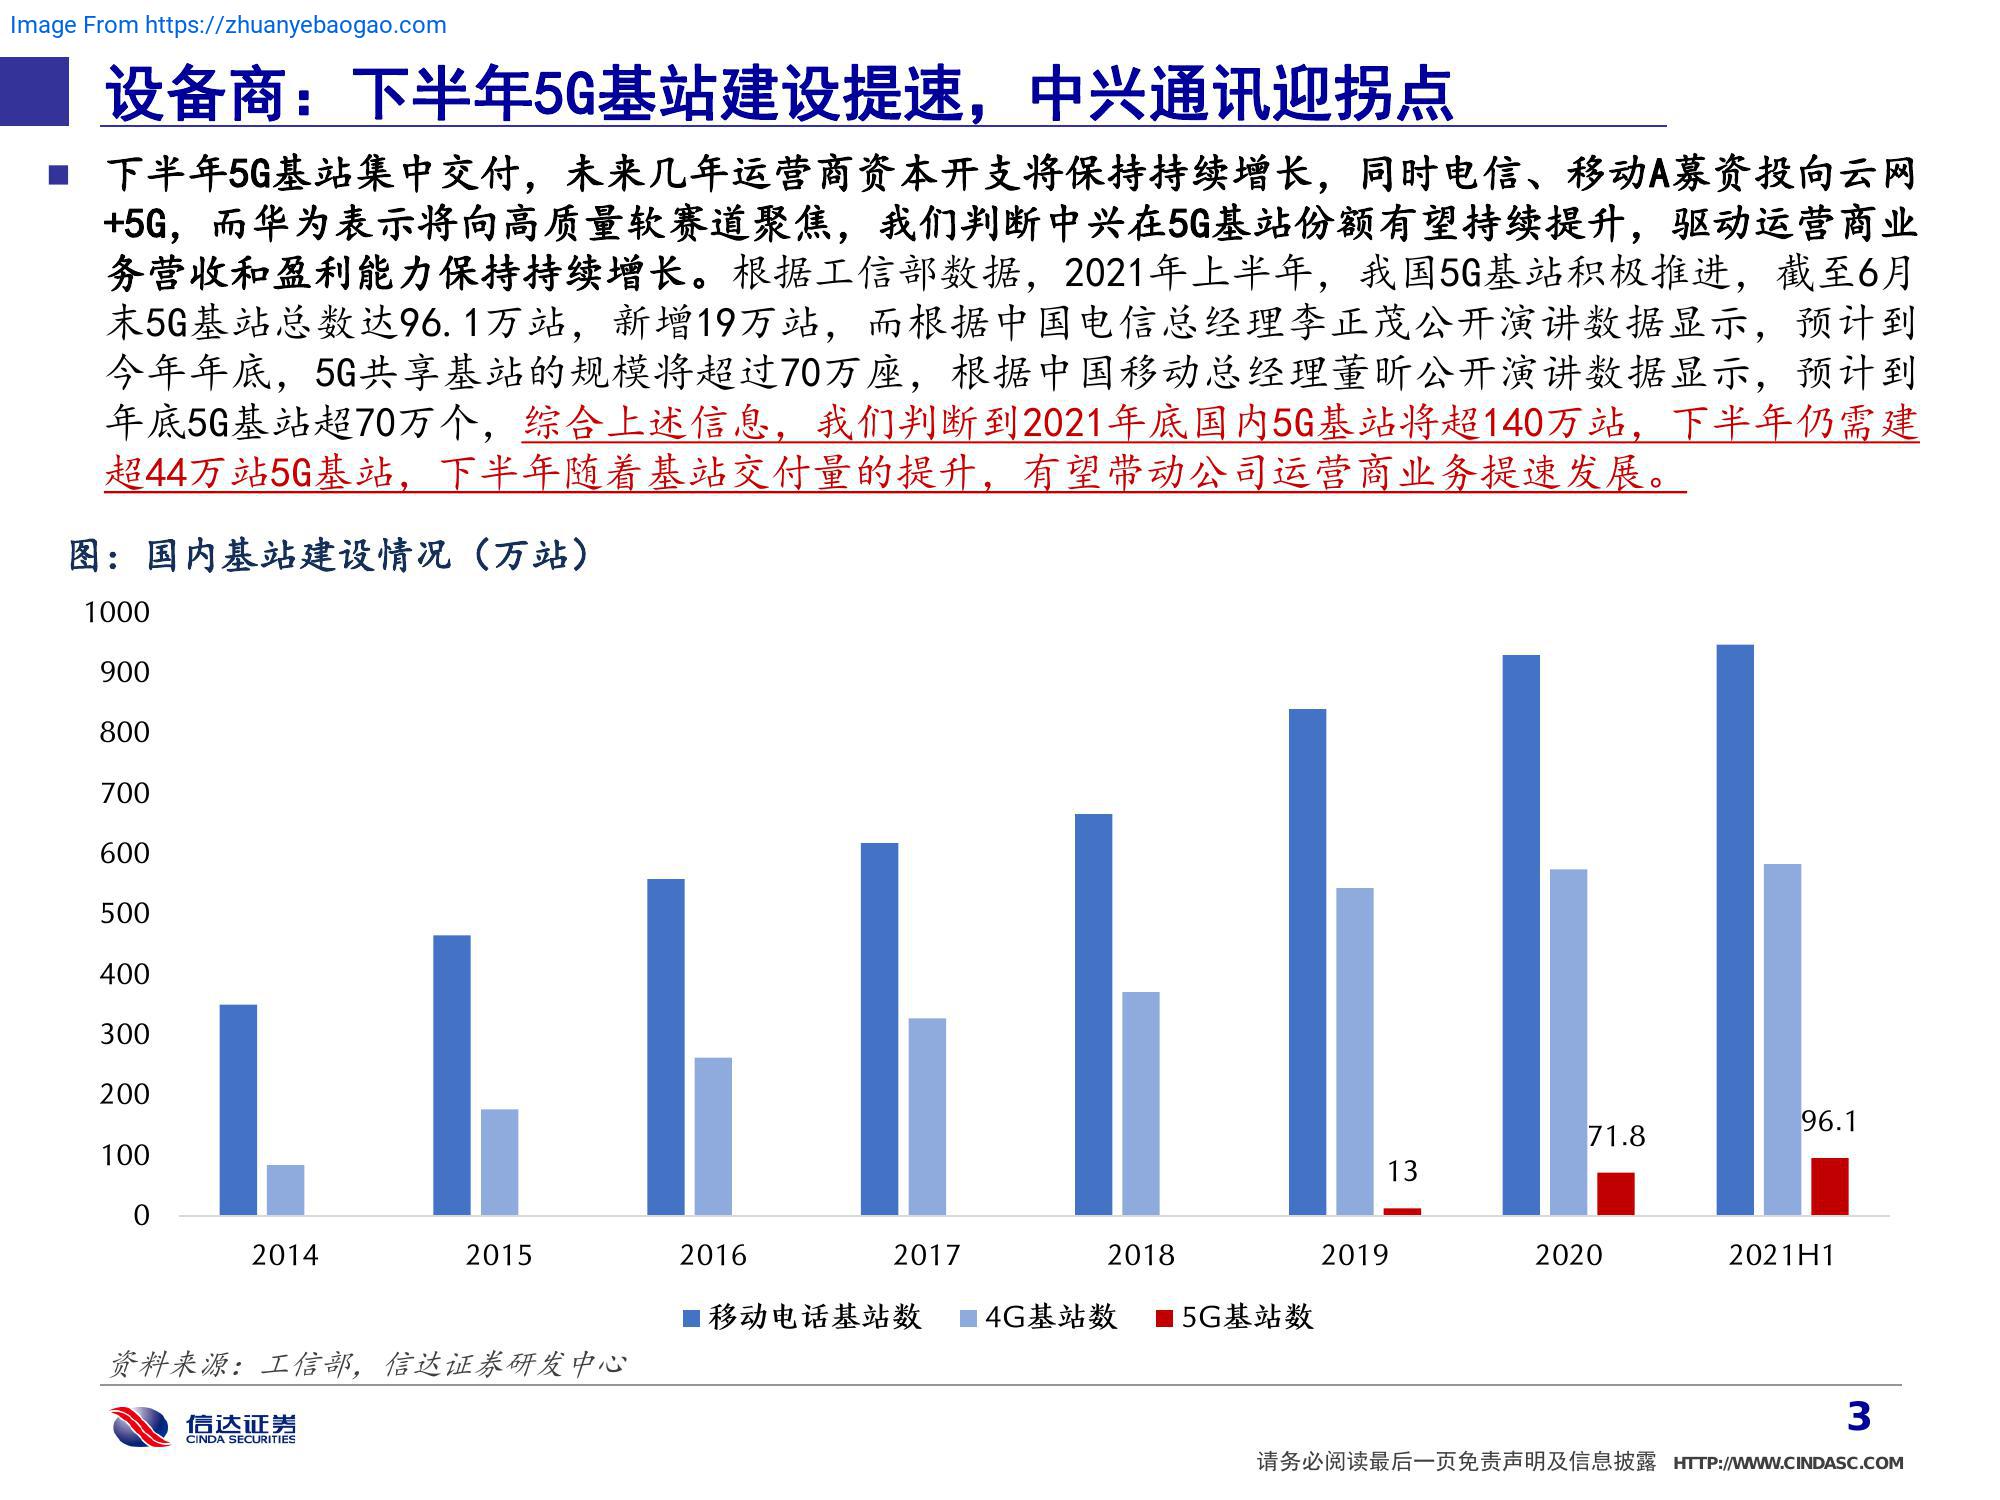 Image From https://zhuanyebaogao.com
设备商：下半年5G基站建设提速，中兴通讯迎拐点
下半年5G基站集中交付，未来几年运营商资本开支将保持持续增长，同时电信、移动A募资投向云网
+5G，而华为表示将向高质量软赛道聚焦，我们判断中兴在5G基站份额有望持续提升，驱动运营商业
务营收和盈利能力保持持续增长。根据工信部数据，2021年上半年，我国5G基站积极推进，截至6月
末5G基站总数达96.1万站，新增19万站，而根据中国电信总经理李正茂公开演讲数据显示，预计到
今年年底，5G共享基站的规模将超过70万座，根据中国移动总经理董昕公开演讲数据显示，预计到
年底5G基站超70万个，综合上述信息，我们判断到2021年底国内5G基站将超140万站，下半年仍需建
超44万站5G基站，下半年随着基站交付量的提升，有望带动公司运营商业务提速发展。
图：国内基站建设情况（万站）
1000
900
800
700
600
500
400
300
200
100
0
13
71.8
96.1
2014 2015 2016 2017 2018 2019 2020 2021H1
移动电话基站数 4G基站数 5G基站数
资料来源：工信部，信达证券研发中心
信达证券
CINDA SECURITIES
3
请务必阅读最后一页免责声明及信息披露 HTTP://WWW.CINDASC.COM